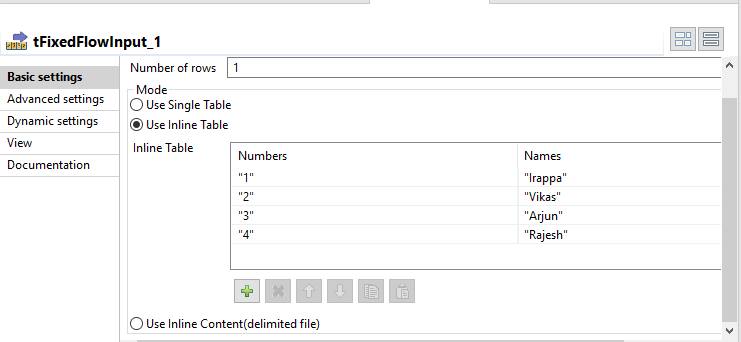 tFixedFlowInput_1
Basic settings
Advanced settings
Dynamic settings
View
Documentation
Number of rows 1
Mode
Use Single Table
Use Inline Table
Inline Table
Numbers Names
"1" "Irappa"
"2" "Vikas"
"3" "Arjun"
"4" "Rajesh"
Use Inline Content(delimited file)